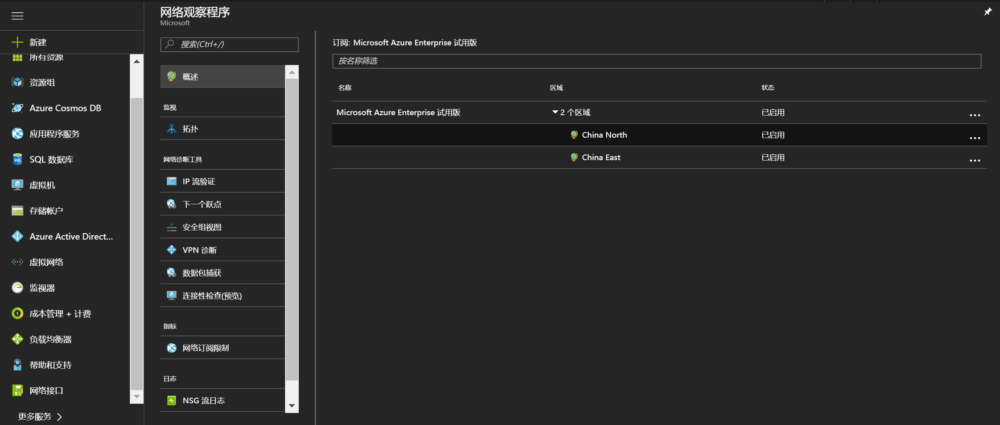 网络观察程序
Microsoft
新建
所有资源
资源组
Azure Cosmos DB
应用程序服务
SQL 数据库
虚拟机
存储帐户
Azure Active Direct...
虚拟网络
监视器
成本管理 + 计费
负载均衡器
帮助和支持
网络接口
更多服务
搜索(Ctrl+/)
概述
监视
拓扑
网络诊断工具
IP 流验证
下一个跃点
安全组视图
VPN 诊断
数据包捕获
连接性检查(预览)
指标
网络订阅限制
日志
NSG 流日志
订阅: Microsoft Azure Enterprise 试用版
按名称筛选
名称 区域 状态
Microsoft Azure Enterprise 试用版 2 个区域 已启用 ...
China North 已启用 ...
China East 已启用 ...